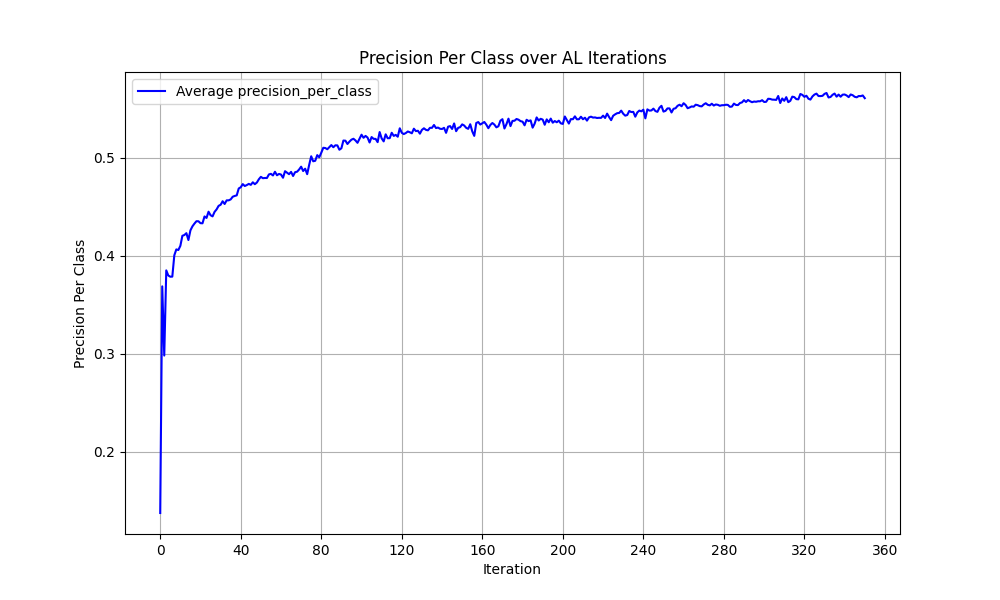 Precision Per Class over AL Iterations
Average precision_per_class
Precision Per Class
0.5
0.4
0.3
0.2
0 40 80 120 160 200 240 280 320 360
Iteration